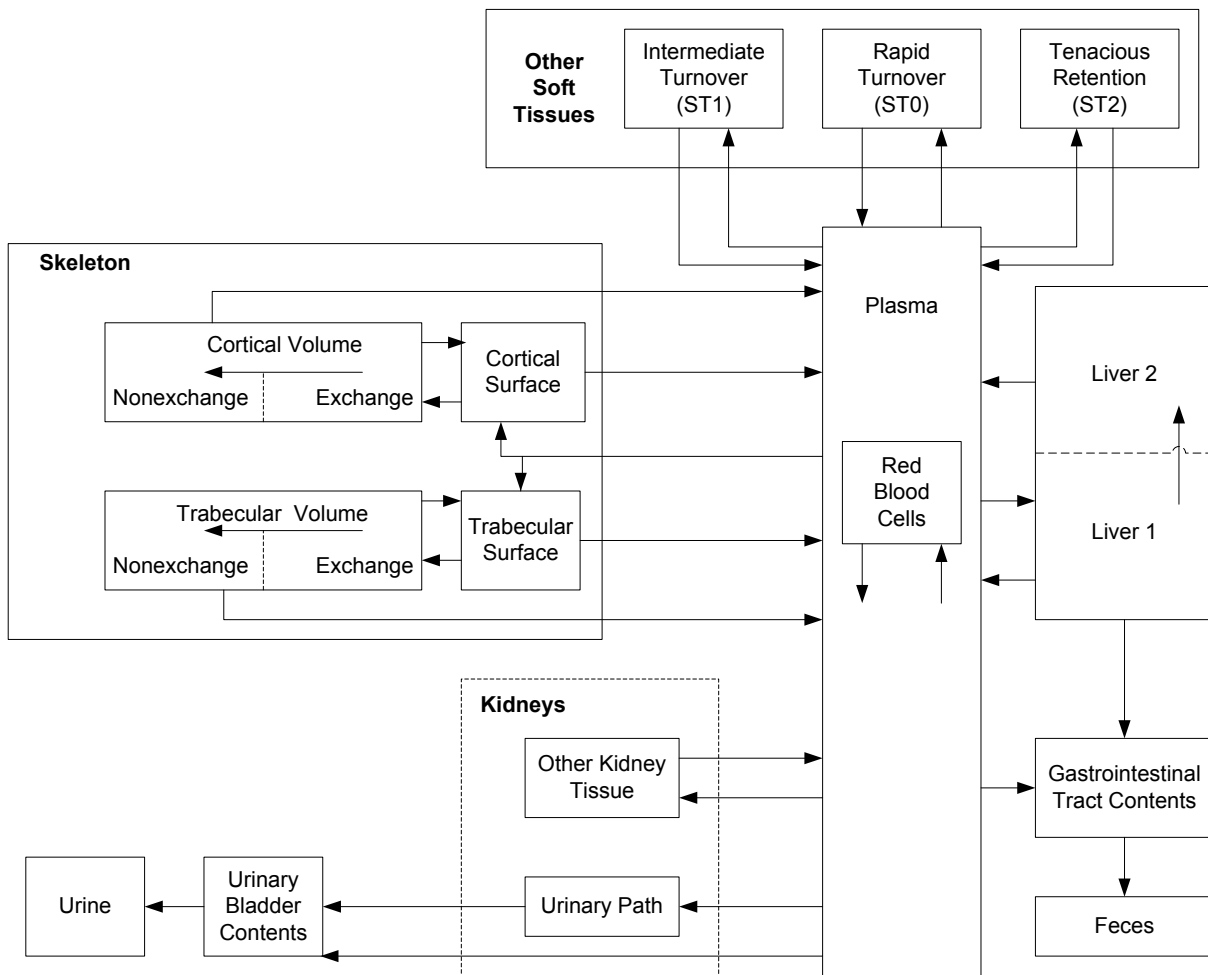 Other
Soft
Tissues
Intermediate
Turnover
(ST1)
Rapid
Turnover
(ST0)
Tenacious
Retention
(ST2)
Skeleton
Cortical Volume
Nonexchange
Exchange
Cortical
Surface
Trabecular Volume
Nonexchange
Exchange
Trabecular
Surface
Plasma
Red
Blood
Cells
Liver 2
Liver 1
Kidneys
Other Kidney
Tissue
Urinary Path
Urinary
Bladder
Contents
Urine
Gastrointestinal
Tract Contents
Feces